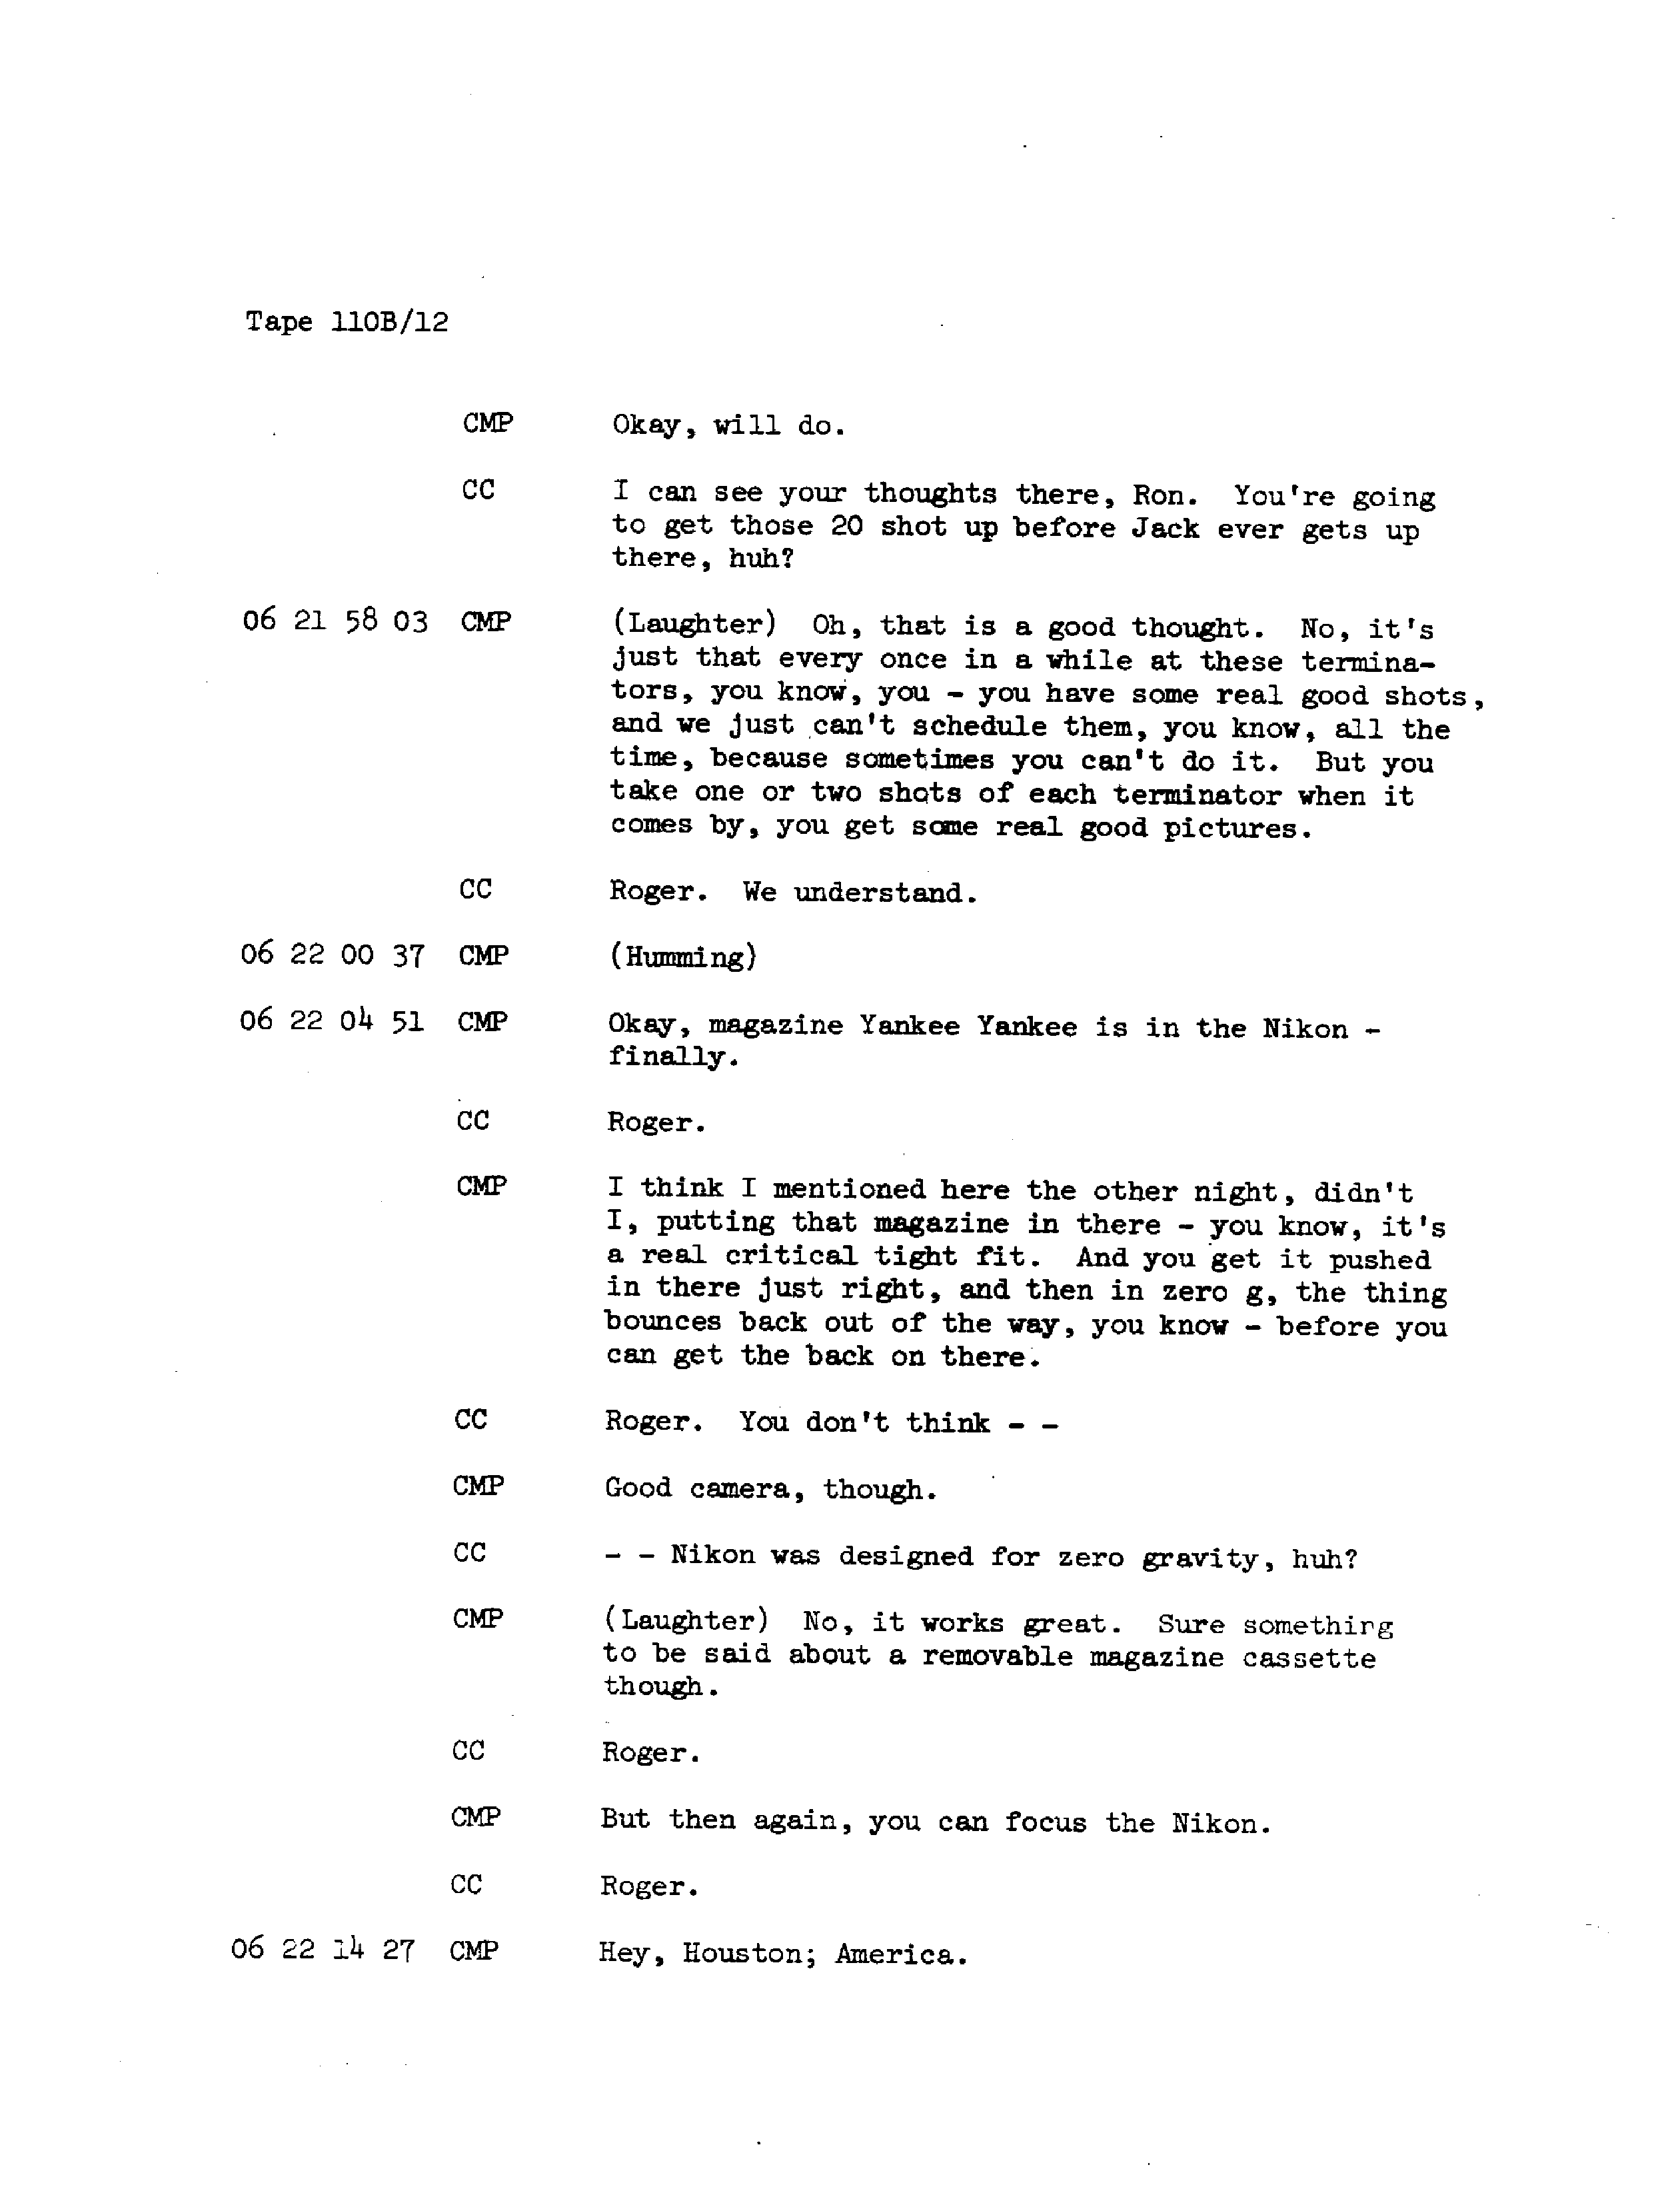 Tape 110B/12
CMP Okay, will do.
CC I can see your thoughts there, Ron. You're going
to get those 20 shot up before Jack ever gets up
there, huh?
06 21 58 03 CMP (Laughter) Oh, that is a good thought. No, it's
just that every once in a while at these termina-
tors, you know, you - you have some real good shots,
and we just can't schedule them, you know, all the
time, because sometimes you can't do it. But you
take one or two shots of each terminator when it
comes by, you get some real good pictures.
CC Roger. We understand.
06 22 00 37 CMP (Humming)
06 22 04 51 CMP Okay, magazine Yankee Yankee is in the Nikon -
finally.
CC Roger.
CMP I think I mentioned here the other night, didn't
I, putting that magazine in there - you know, it's
a real critical tight fit. And you get it pushed
in there just right, and then in zero g, the thing
bounces back out of the way, you know - before you
can get the back on there.
CC Roger. You don't think - -
CMP Good camera, though.
CC - - Nikon was designed for zero gravity, huh?
CMP (Laughter) No, it works great. Sure something
to be said about a removable magazine cassette
though.
CC Roger.
CMP But then again, you can focus the Nikon.
CC Roger.
06 22 14 27 CMP Hey, Houston; America.